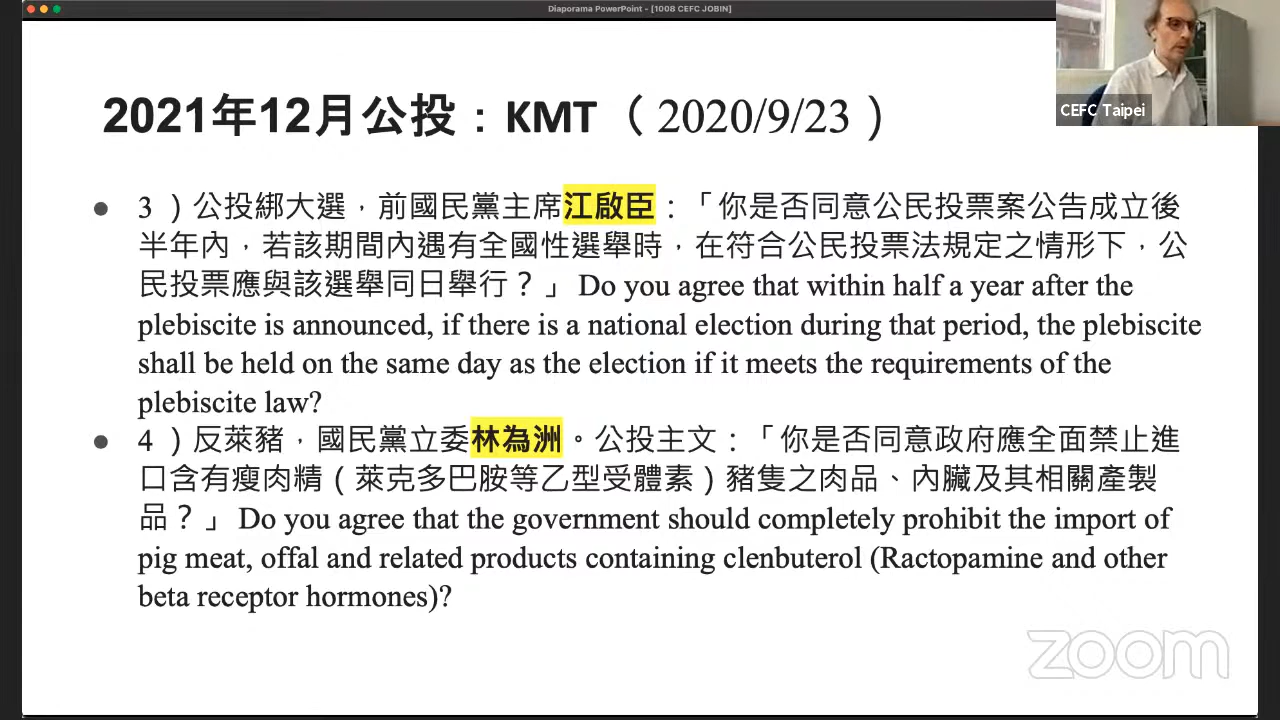 Diaporama PowerPoint - [1008 CEFC JOBIN]
CEFC Taipei
2021年12月公投：KMT（2020/9/23）
● 3 ）公投綁大選，前國民黨主席江啟臣：「你是否同意公民投票案公告成立後
半年內，若該期間內遇有全國性選舉時，在符合公民投票法規定之情形下，公
民投票應與該選舉同日舉行？」 Do you agree that within half a year after the
plebiscite is announced, if there is a national election during that period, the plebiscite
shall be held on the same day as the election if it meets the requirements of the
plebiscite law?
● 4 ）反萊豬，國民黨立委林為洲。公投主文：「你是否同意政府應全面禁止進
口含有瘦肉精（萊克多巴胺等乙型受體素）豬隻之肉品、內臟及其相關產製
品？」 Do you agree that the government should completely prohibit the import of
pig meat, offal and related products containing clenbuterol (Ractopamine and other
beta receptor hormones)?
zoom